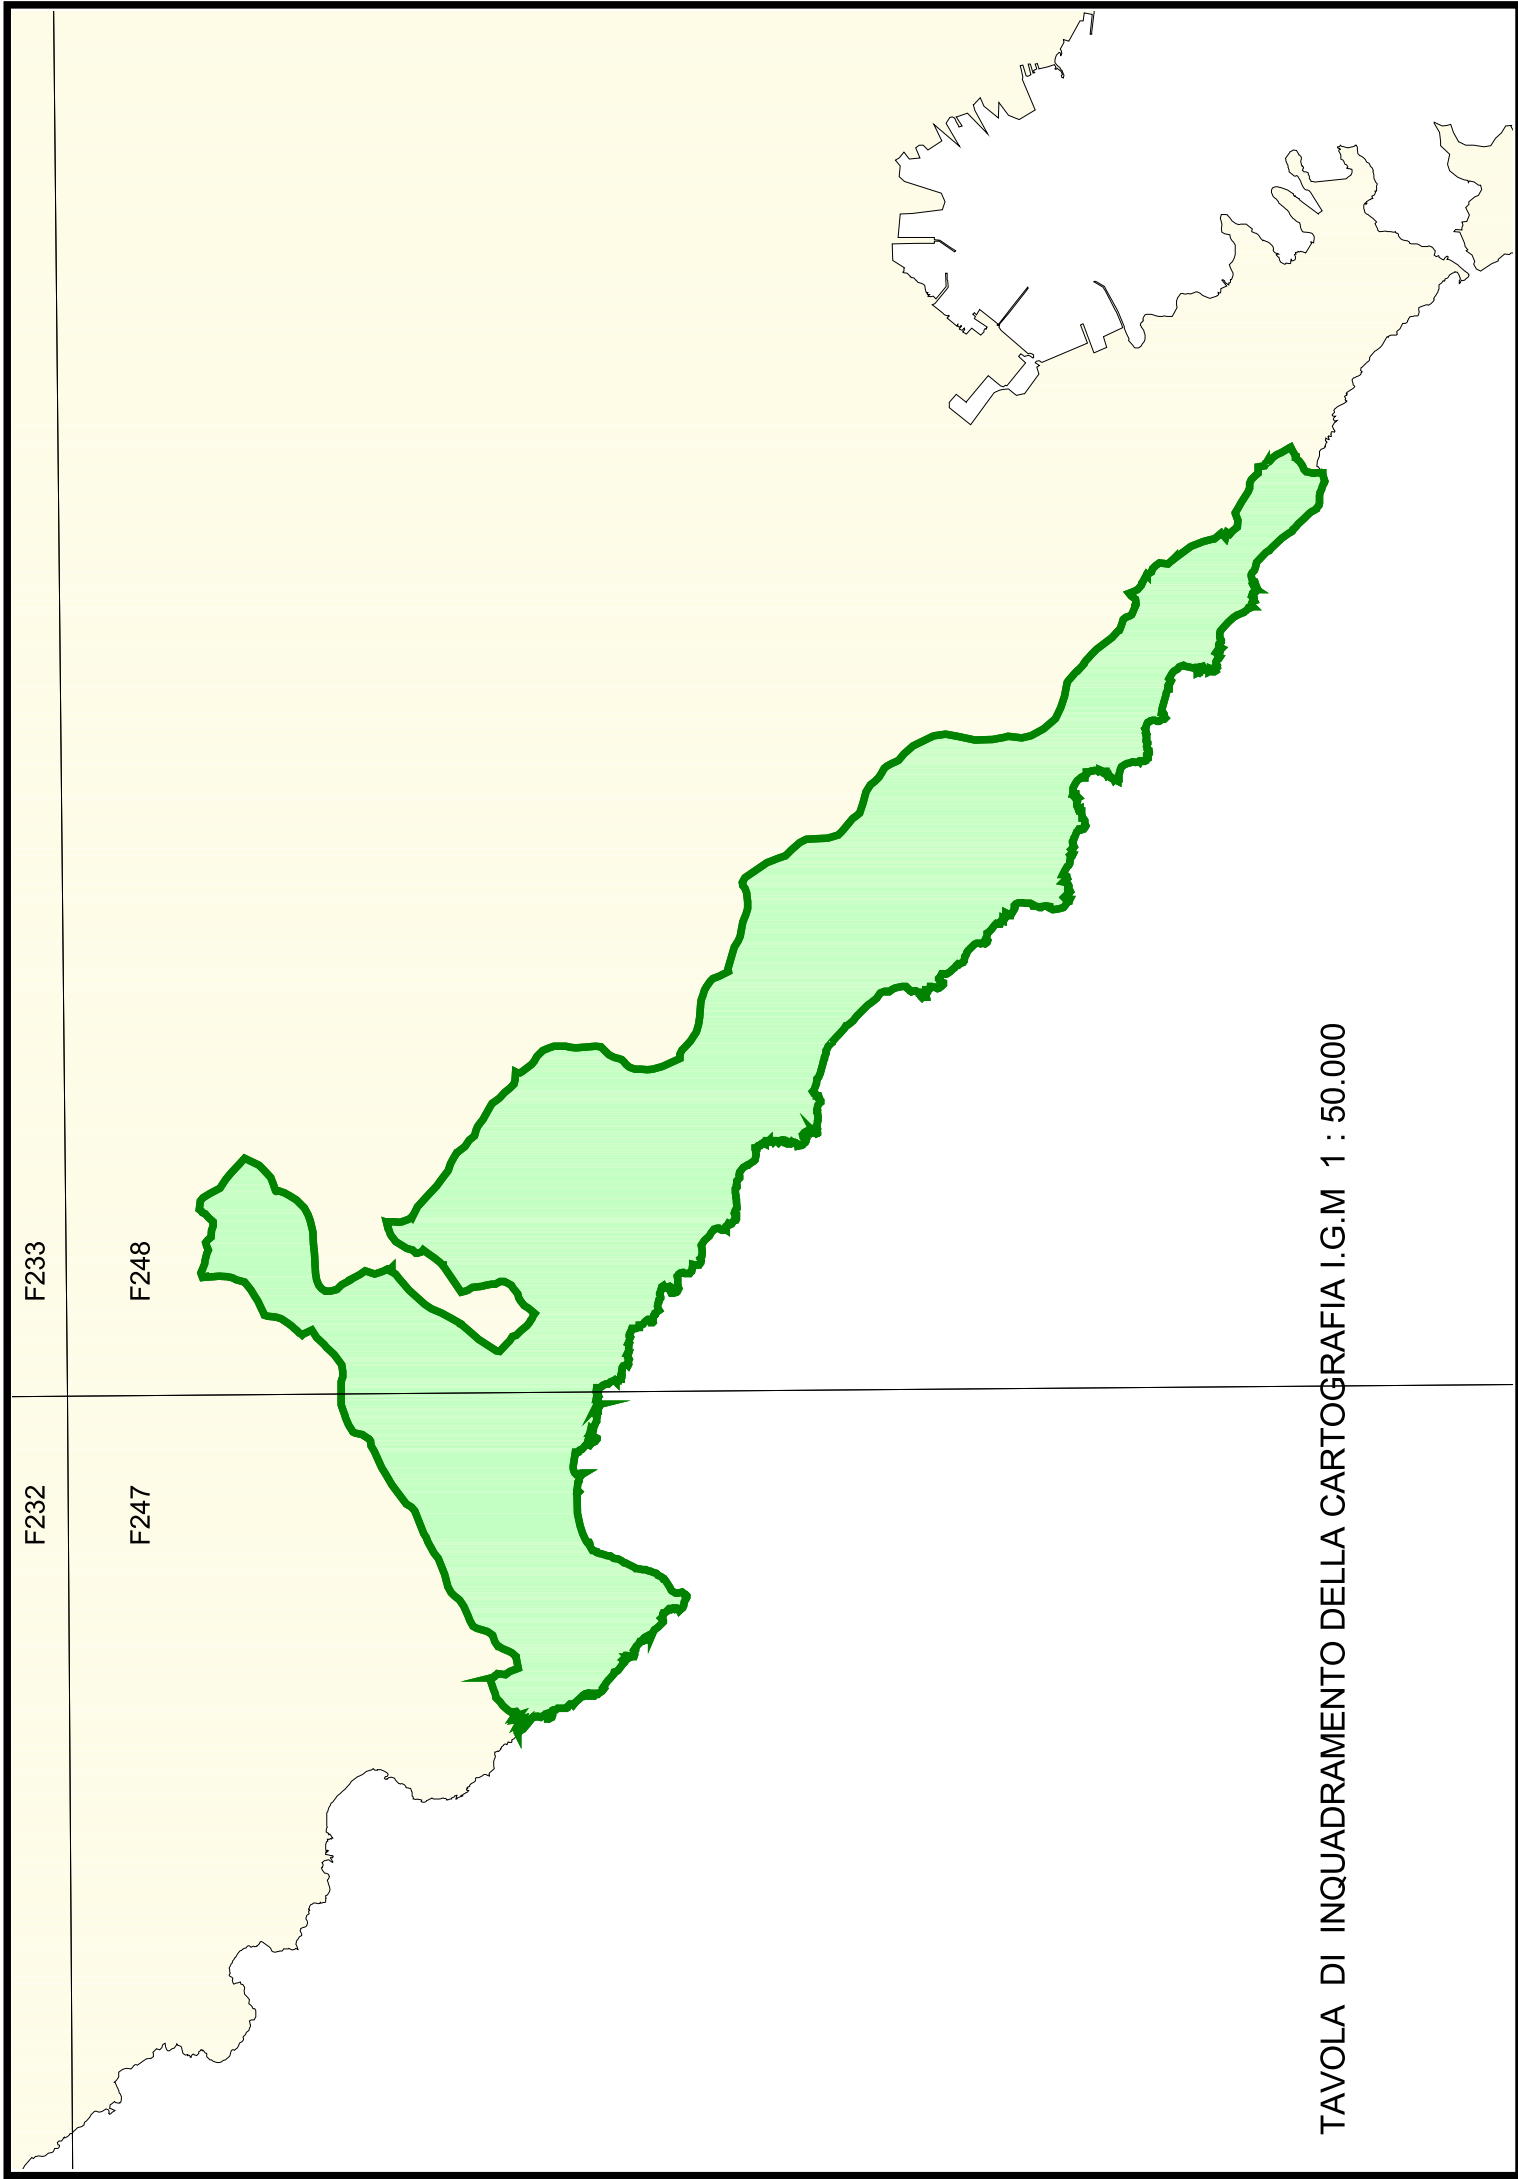 F232
F233
F247
F248
TAVOLA DI INQUADRAMENTO DELLA CARTOGRAFIA I.G.M 1 : 50.000